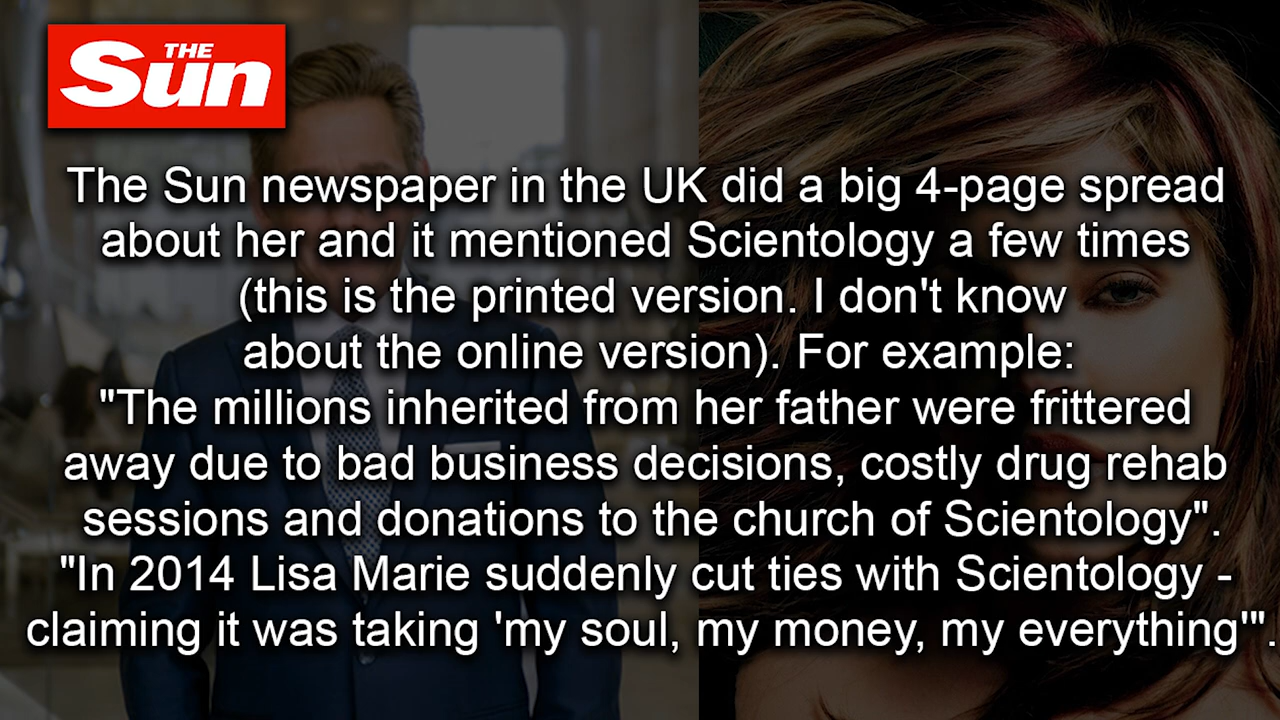 THE
Sun
The Sun newspaper in the UK did a big 4-page spread
about her and it mentioned Scientology a few times
(this is the printed version. I don't know
about the online version). For example:
"The millions inherited from her father were frittered
away due to bad business decisions, costly drug rehab
sessions and donations to the church of Scientology".
"In 2014 Lisa Marie suddenly cut ties with Scientology -
claiming it was taking 'my soul, my money, my everything'".